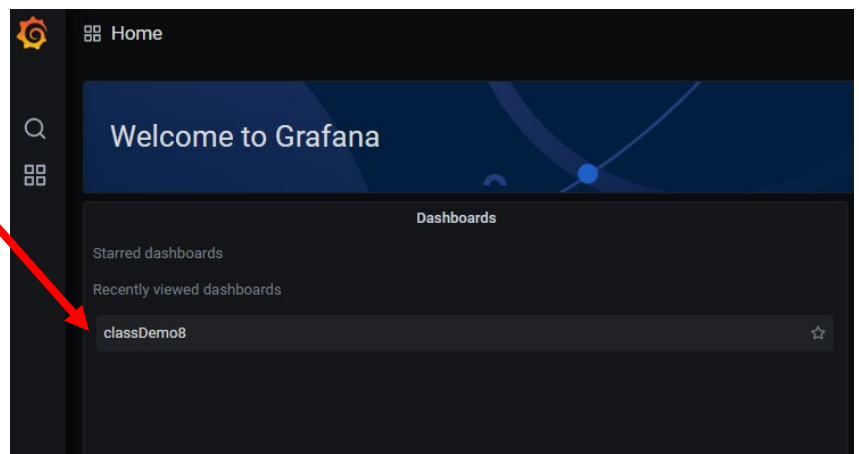 Home
Welcome to Grafana
Dashboards
Starred dashboards
Recently viewed dashboards
classDemo8